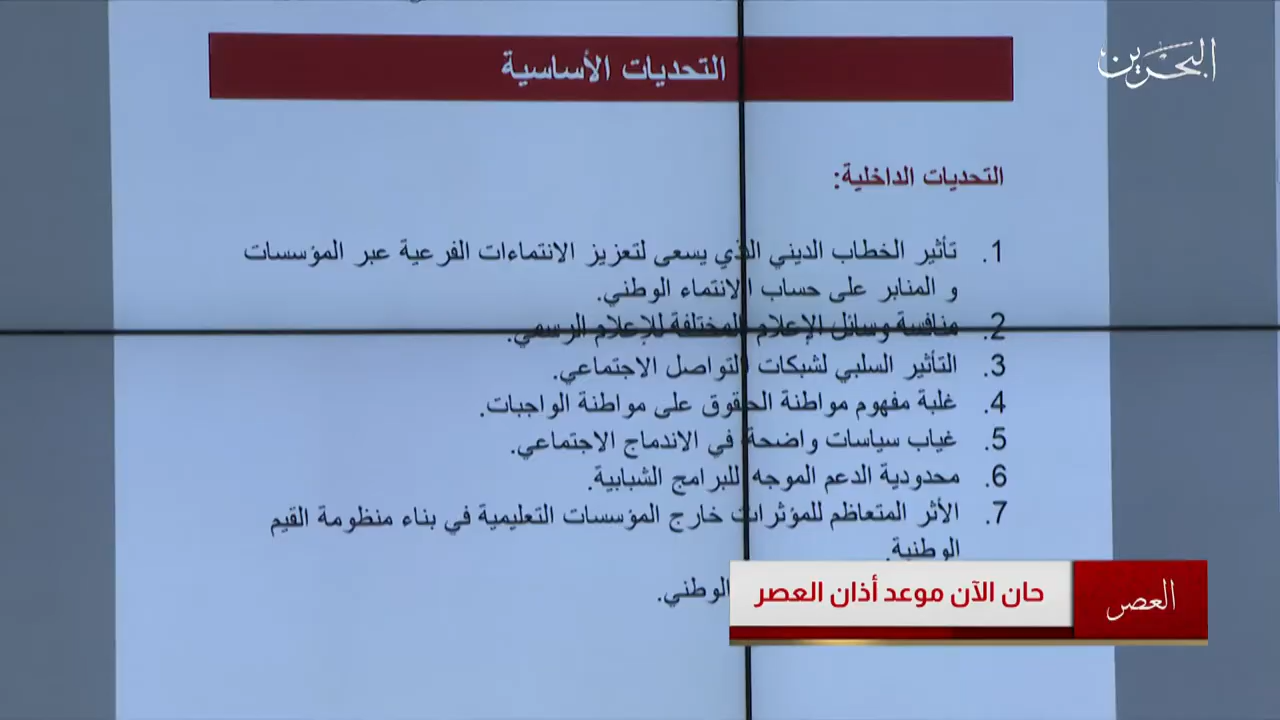 البحرين
التحديات الأساسية
التحديات الداخلية:
1. تأثير الخطاب الديني الذي يسعى لتعزيز الانتماءات الفرعية عبر المؤسسات
و المنابر على حساب الانتماء الوطني.
2. منافسة وسائل الإعلام المختلفة للإعلام الرسمي.
3. التأثير السلبي لشبكات التواصل الاجتماعي.
4. غلبة مفهوم مواطنة الحقوق على مواطنة الواجبات.
5. غياب سياسات واضحة في الاندماج الاجتماعي.
6. محدودية الدعم الموجه للبرامج الشبابية.
7. الأثر المتعاظم للمؤثرات خارج المؤسسات التعليمية في بناء منظومة القيم
الوطنية.
الوطني.
العصر
حان الآن موعد أذان العصر